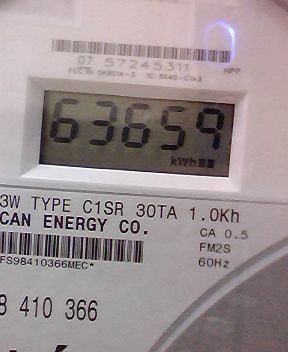 07 57245311
HPP
63659
kWh
3W TYPE C1SR 30TA 1.0Kh
CAN ENERGY CO.
CA 0.5
FM2S
60Hz
FS98410366MEC*
8 410 366